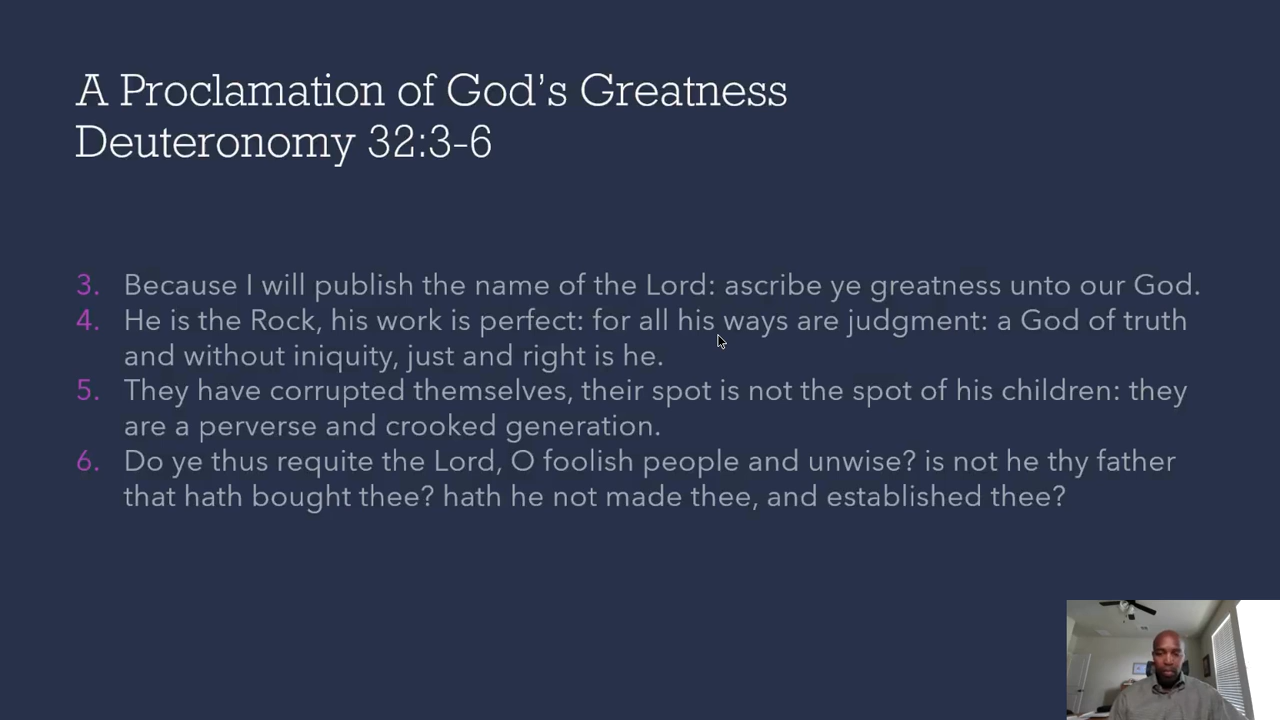 A Proclamation of God's Greatness
Deuteronomy 32:3-6
3. Because I will publish the name of the Lord: ascribe ye greatness unto our God.
4. He is the Rock, his work is perfect: for all his ways are judgment: a God of truth
and without iniquity, just and right is he.
5. They have corrupted themselves, their spot is not the spot of his children: they
are a perverse and crooked generation.
6. Do ye thus requite the Lord, O foolish people and unwise? is not he thy father
that hath bought thee? hath he not made thee, and established thee?